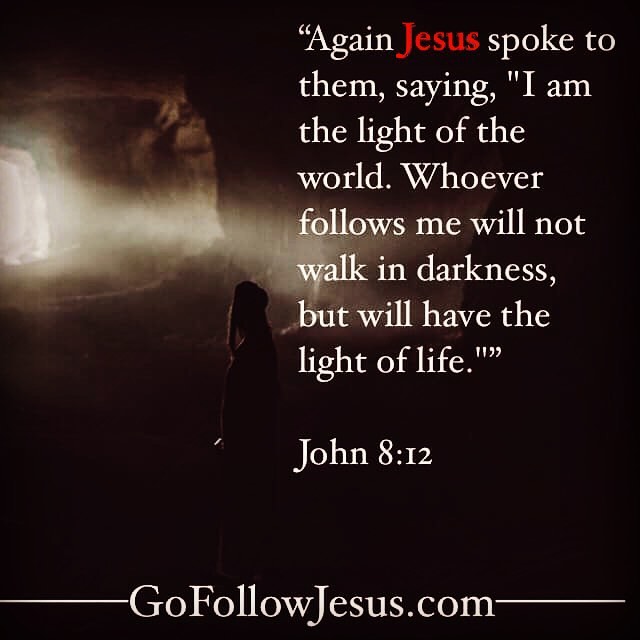 “Again Jesus spoke to
them, saying, "I am
the light of the
world. Whoever
follows me will not
walk in darkness,
but will have the
light of life."”
John 8:12
GoFollowJesus.com